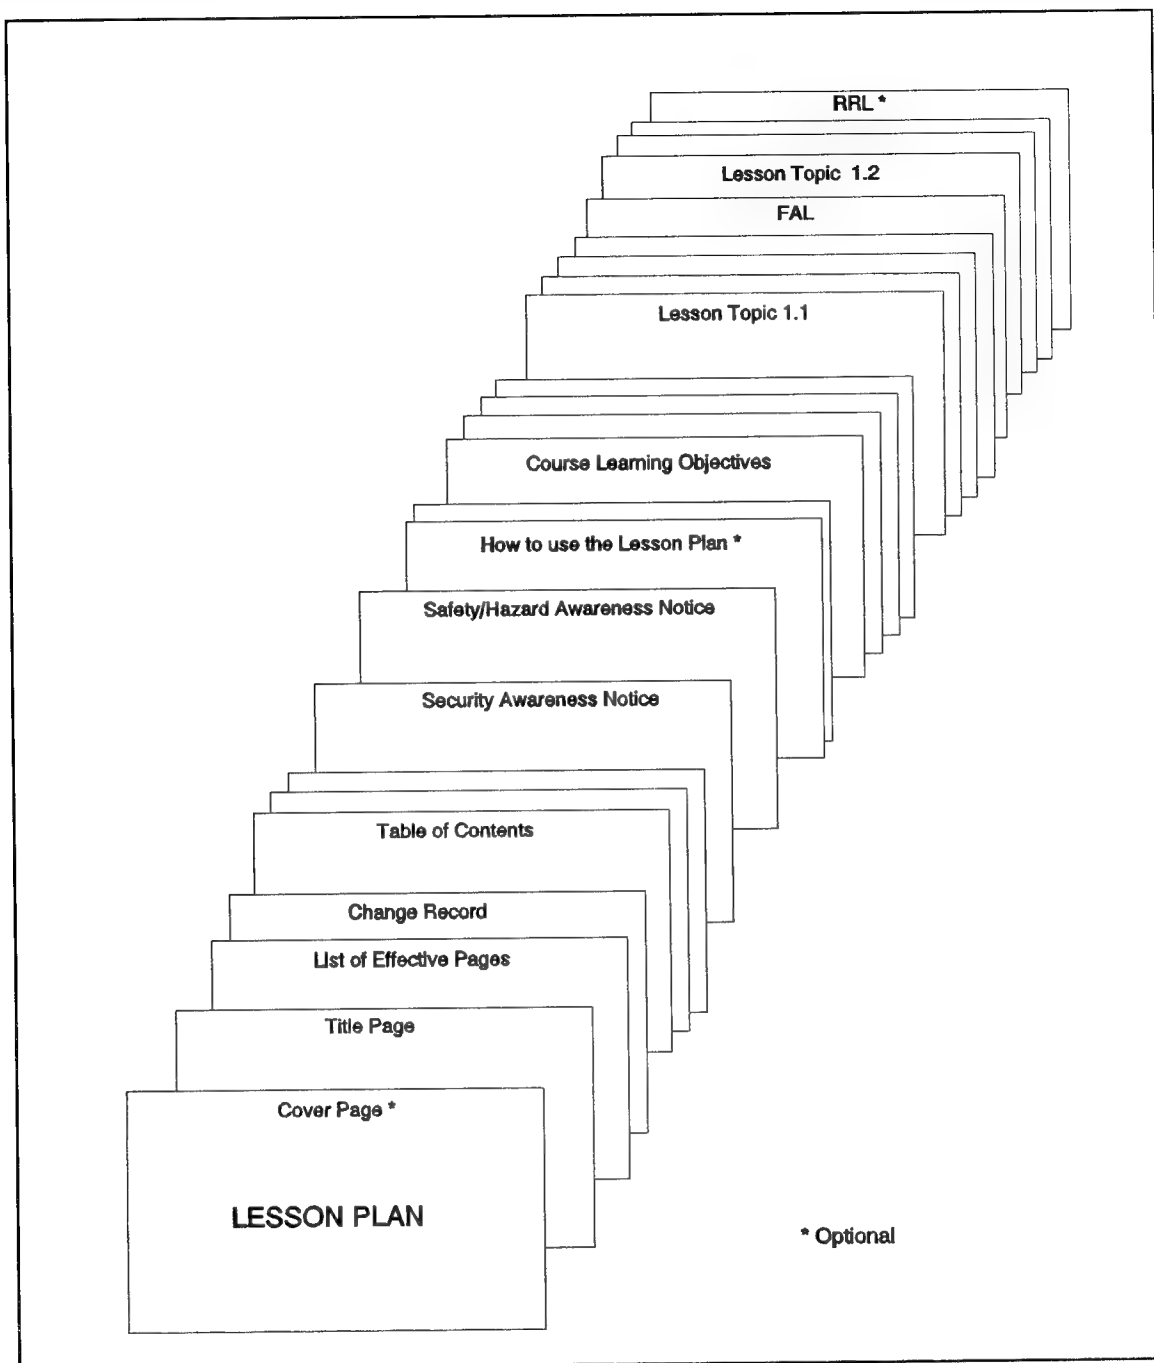 RRL *
Lesson Topic 1.2
FAL
Lesson Topic 1.1
Course Learning Objectives
How to use the Lesson Plan *
Safety/Hazard Awareness Notice
Security Awareness Notice
Table of Contents
Change Record
List of Effective Pages
Title Page
Cover Page *
LESSON PLAN
* Optional